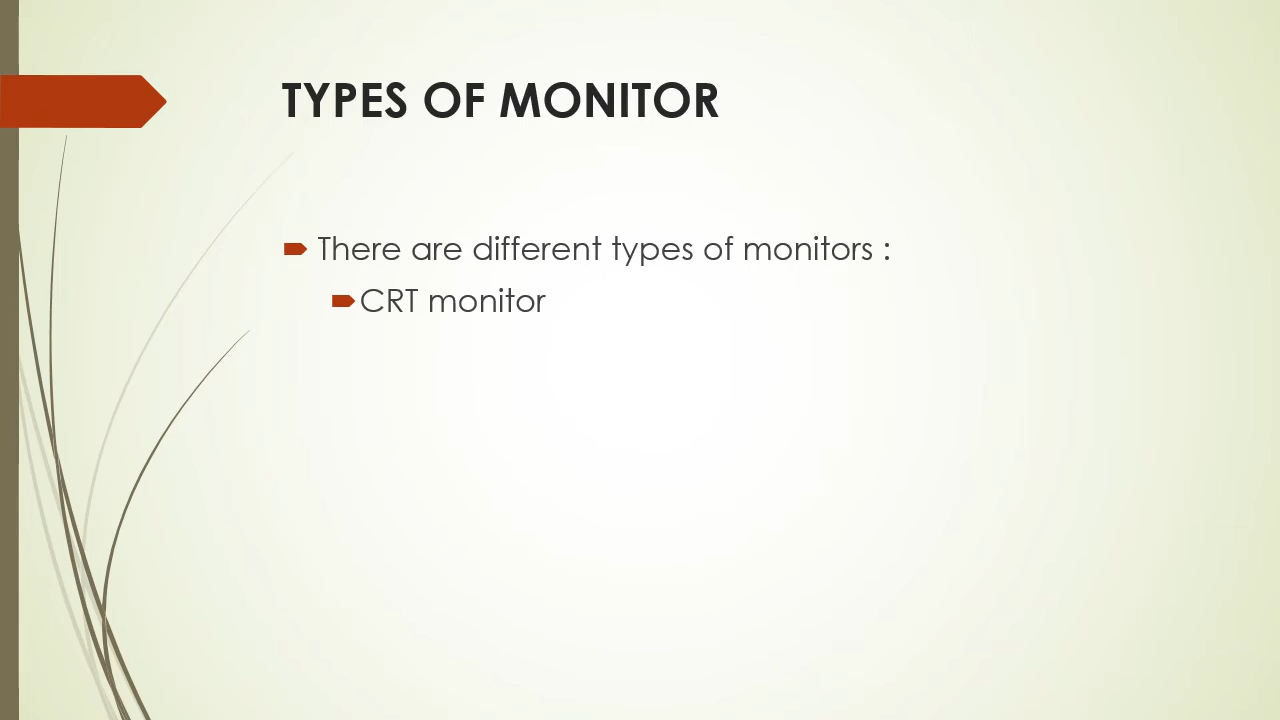 TYPES OF MONITOR
There are different types of monitors :
CRT monitor